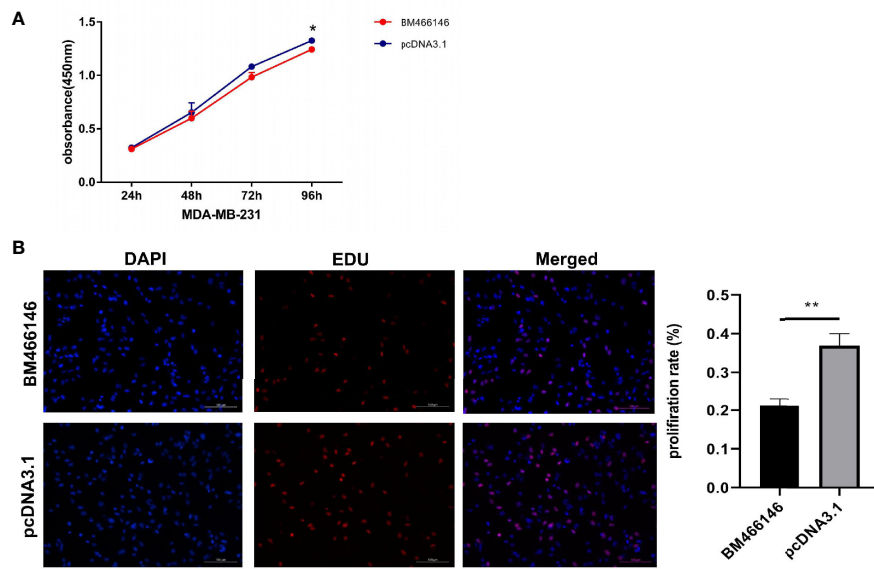 A
1.5
1.0
0.5
0.0
obsorbance(450nm)
*
BM466146
pcDNA3.1
24h 48h 72h 96h
MDA-MB-231
B
DAPI EDU Merged
BM466146
pcDNA3.1
prolifiration rate (%)
0.5
0.4
0.3
0.2
0.1
0.0
**
BM466146 pcDNA3.1